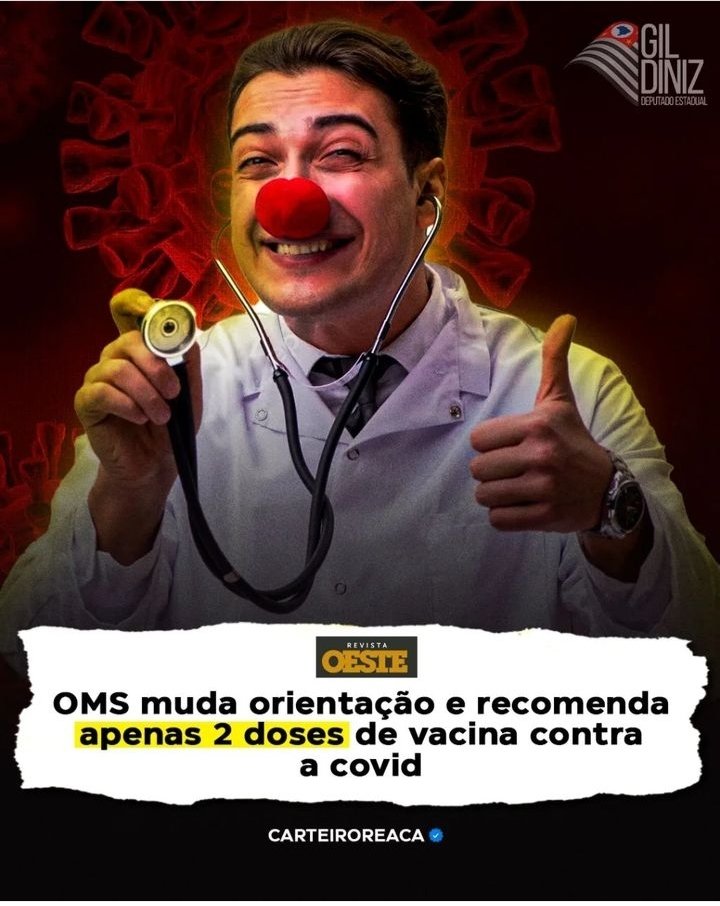 GIL
DINIZ
DEPUTADO ESTADUAL
REVISTA
OESTE
OMS muda orientação e recomenda
apenas 2 doses de vacina contra
a covid
CARTEIROREACA